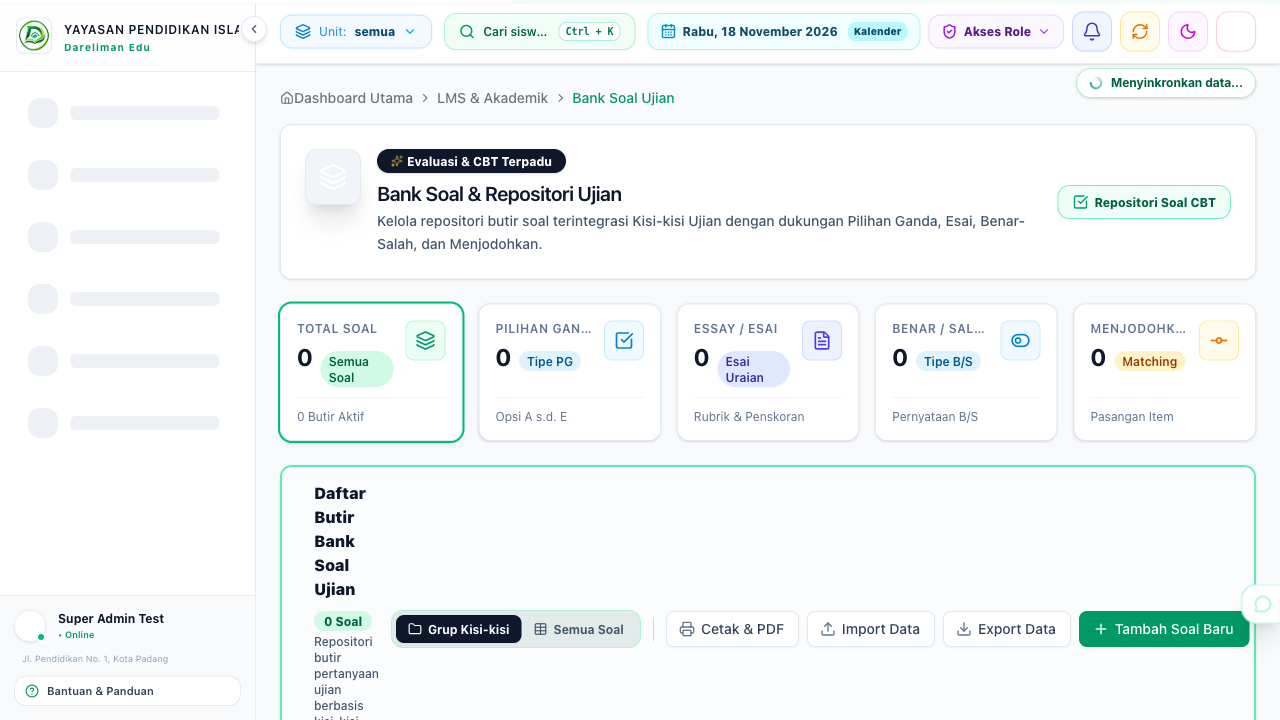 YAYASAN PENDIDIKAN ISLA
Dareliman Edu
Unit: semua
Cari sisw... Ctrl + K
Rabu, 18 November 2026 Kalender
Akses Role
Menyinkronkan data...
Dashboard Utama > LMS & Akademik > Bank Soal Ujian
Evaluasi & CBT Terpadu
Bank Soal & Repositori Ujian
Kelola repositori butir soal terintegrasi Kisi-kisi Ujian dengan dukungan Pilihan Ganda, Esai, Benar-
Salah, dan Menjodohkan.
Repositori Soal CBT
TOTAL SOAL
0 Semua
Soal
0 Butir Aktif
PILIHAN GAN...
0 Tipe PG
Opsi A s.d. E
ESSAY / ESAI
0 Esai
Uraian
Rubrik & Penskoran
BENAR / SAL...
0 Tipe B/S
Pernyataan B/S
MENJODOHK...
0 Matching
Pasangan Item
Daftar
Butir
Bank
Soal
Ujian
0 Soal
Repositori
butir
pertanyaan
ujian
berbasis
kisi-kisi
Grup Kisi-kisi
Semua Soal
Cetak & PDF
Import Data
Export Data
Tambah Soal Baru
Super Admin Test
• Online
Jl. Pendidikan No. 1, Kota Padang
Bantuan & Panduan